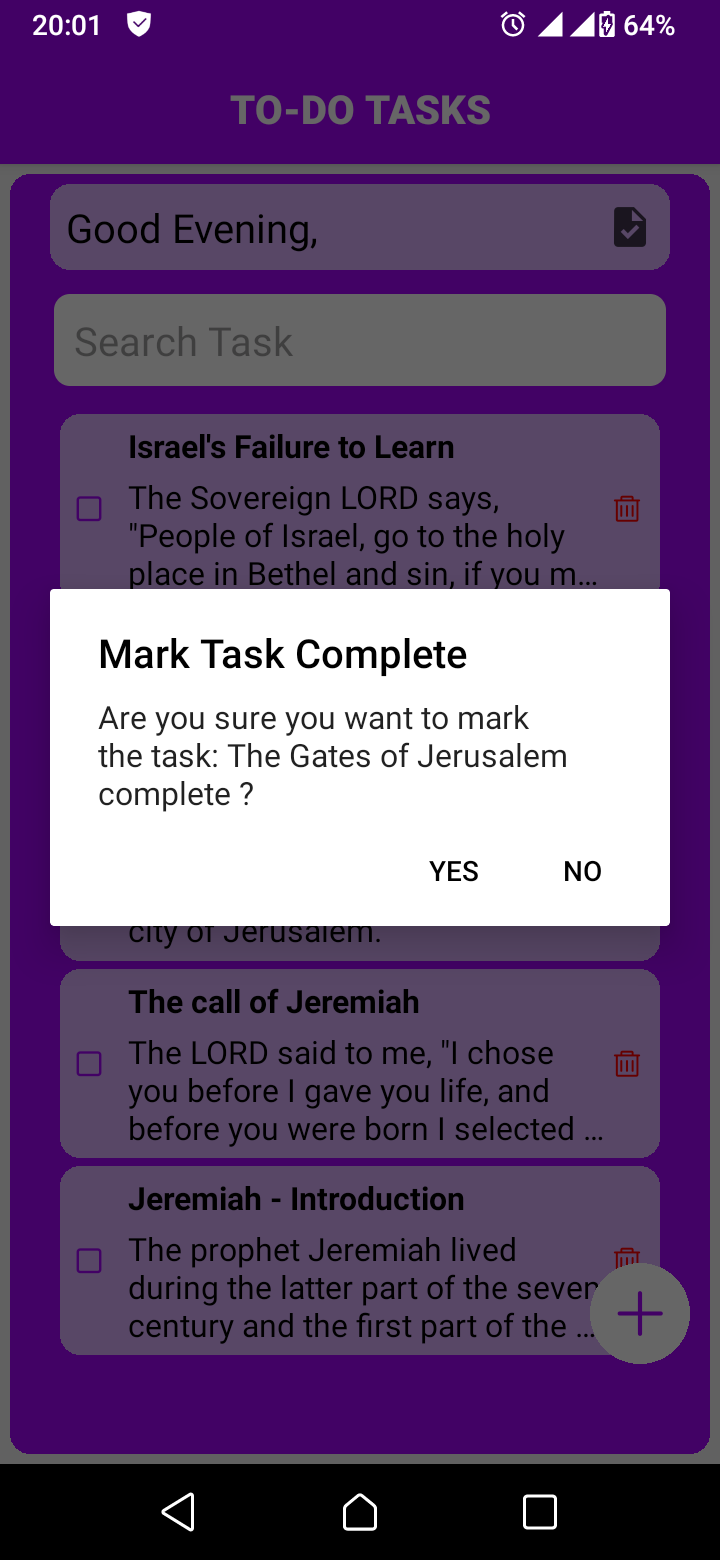 20:01
64%
TO-DO TASKS
Good Evening,
Search Task
Israel's Failure to Learn
The Sovereign LORD says,
"People of Israel, go to the holy
place in Bethel and sin, if you m...
Mark Task Complete
Are you sure you want to mark
the task: The Gates of Jerusalem
complete ?
YES NO
city of Jerusalem.
The call of Jeremiah
The LORD said to me, "I chose
you before I gave you life, and
before you were born I selected ...
Jeremiah - Introduction
The prophet Jeremiah lived
during the latter part of the seven
century and the first part of the ...